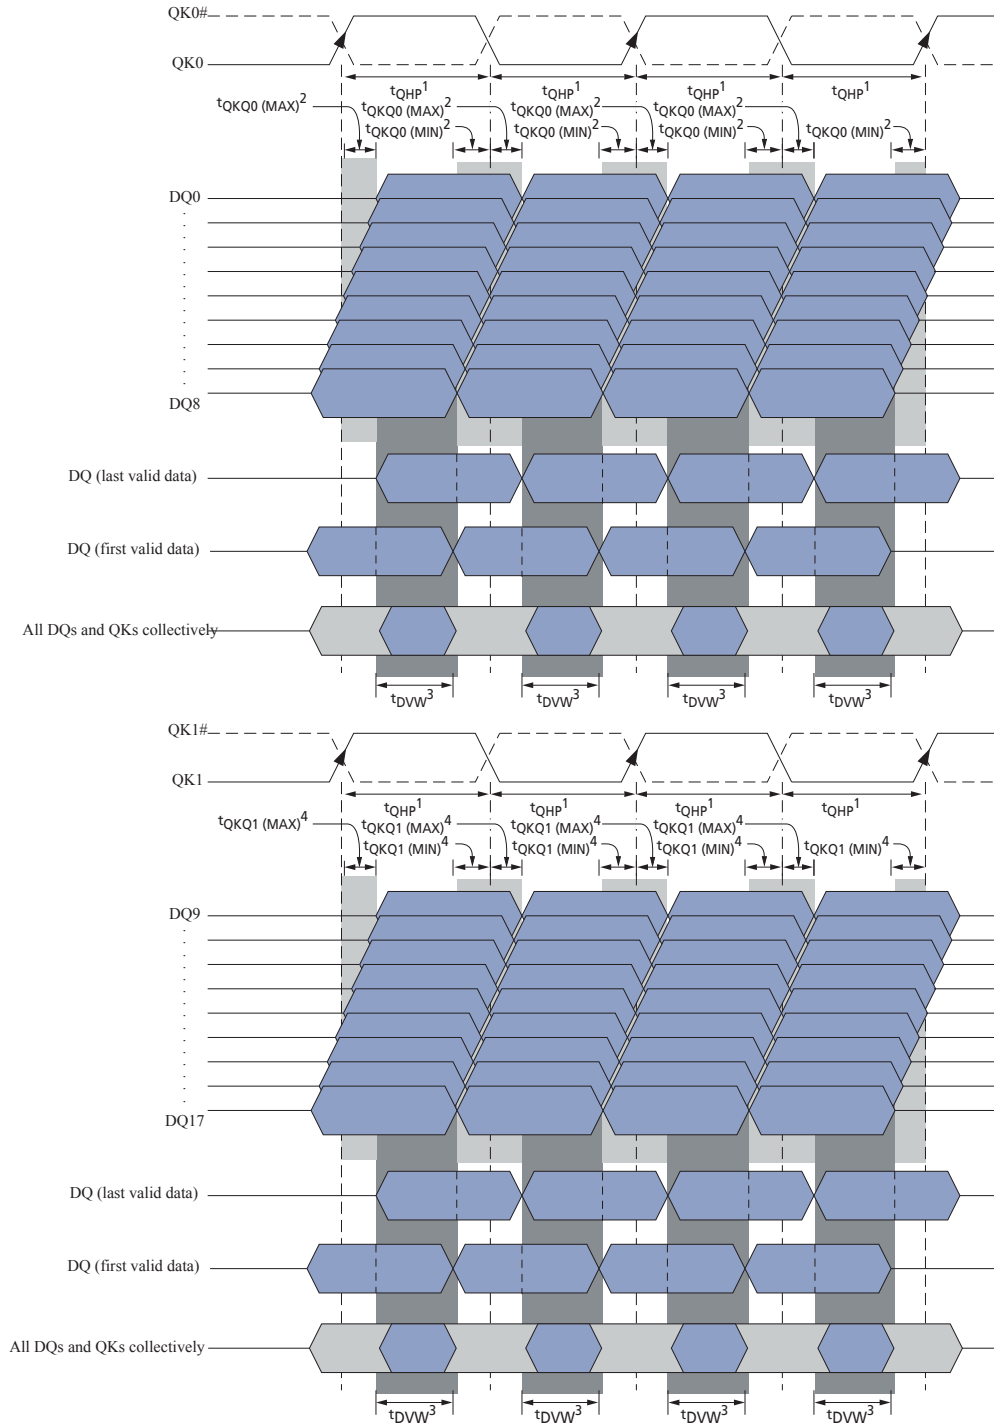 QK0#
QK0
tQHP1 tQHP1 tQHP1 tQHP1
tQKQ0 (MAX)2 tQKQ0 (MAX)2 tQKQ0 (MAX)2 tQKQ0 (MAX)2
tQKQ0 (MIN)2 tQKQ0 (MIN)2 tQKQ0 (MIN)2 tQKQ0 (MIN)2
DQ0
DQ8
DQ (last valid data)
DQ (first valid data)
All DQs and QKs collectively
tDVW3 tDVW3 tDVW3 tDVW3
QK1#
QK1
tQHP1 tQHP1 tQHP1 tQHP1
tQKQ1 (MAX)4 tQKQ1 (MAX)4 tQKQ1 (MAX)4 tQKQ1 (MAX)4
tQKQ1 (MIN)4 tQKQ1 (MIN)4 tQKQ1 (MIN)4 tQKQ1 (MIN)4
DQ9
DQ17
DQ (last valid data)
DQ (first valid data)
All DQs and QKs collectively
tDVW3 tDVW3 tDVW3 tDVW3